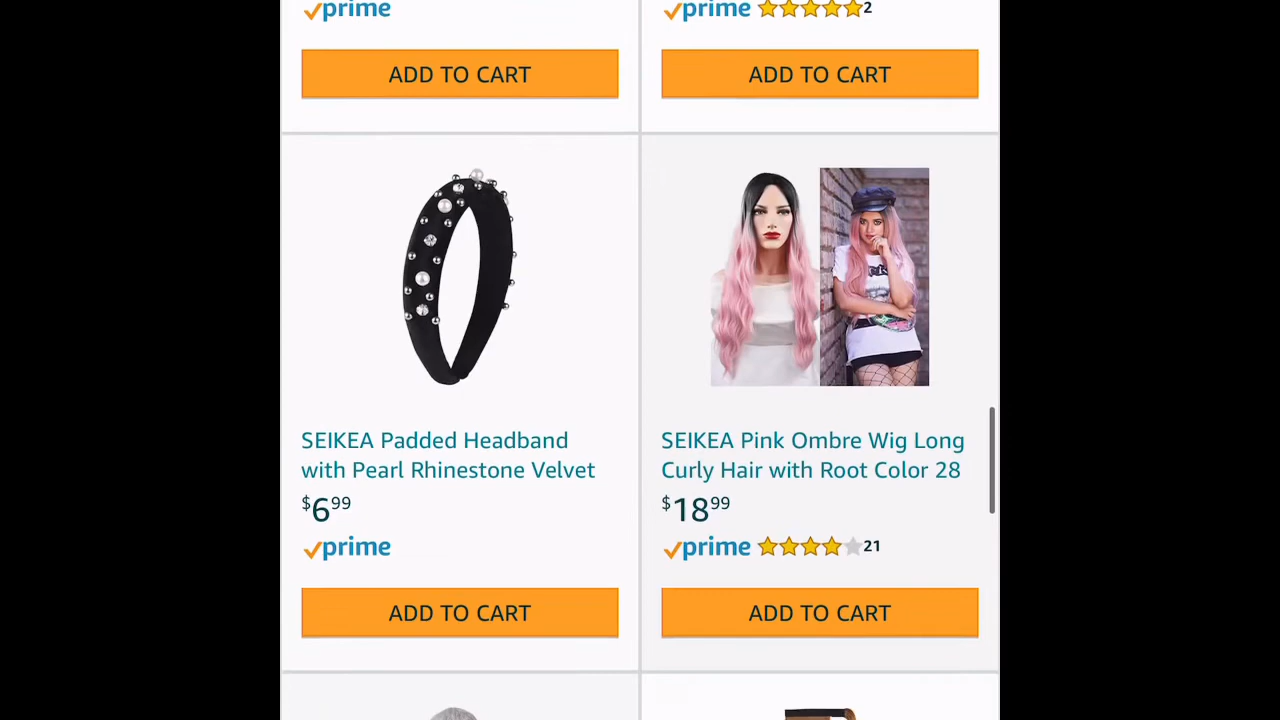 prime
prime 2
ADD TO CART
ADD TO CART
SEIKEA Padded Headband
with Pearl Rhinestone Velvet
$6.99
prime
ADD TO CART
SEIKEA Pink Ombre Wig Long
Curly Hair with Root Color 28
$18.99
prime 21
ADD TO CART